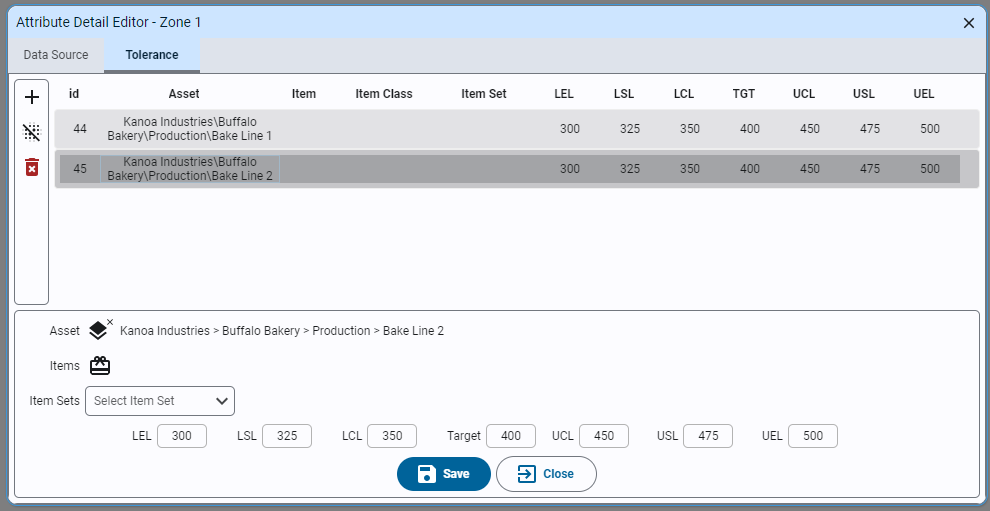 Attribute Detail Editor - Zone 1
Data Source Tolerance
id Asset Item Item Class Item Set LEL LSL LCL TGT UCL USL UEL
44 Kanoa Industries\Buffalo 300 325 350 400 450 475 500
Bakery\Production\Bake Line 1
45 Kanoa Industries\Buffalo 300 325 350 400 450 475 500
Bakery\Production\Bake Line 2
Asset Kanoa Industries > Buffalo Bakery > Production > Bake Line 2
Items
Item Sets Select Item Set
LEL 300 LSL 325 LCL 350 Target 400 UCL 450 USL 475 UEL 500
Save Close